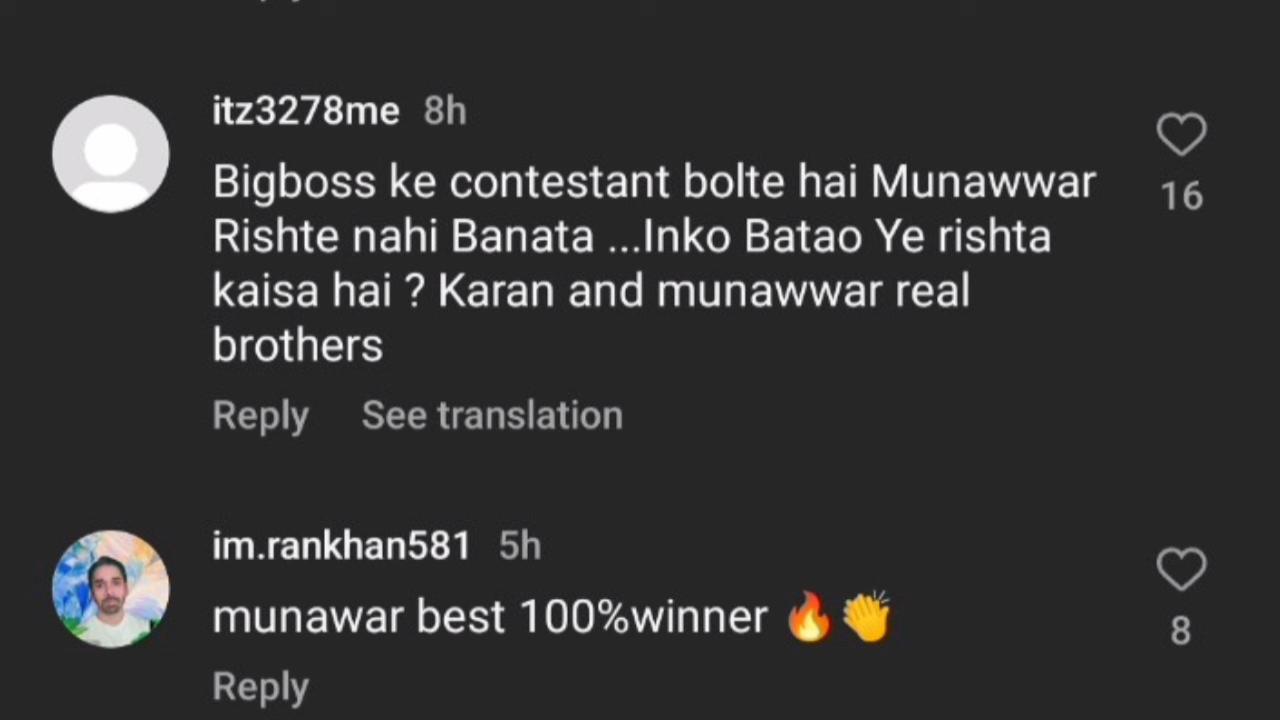 itz3278me 8h
Bigboss ke contestant bolte hai Munawwar
Rishte nahi Banata ...Inko Batao Ye rishta
kaisa hai ? Karan and munawwar real
brothers
16
Reply See translation
im.rankhan581 5h
munawar best 100%winner 🔥👏
8
Reply